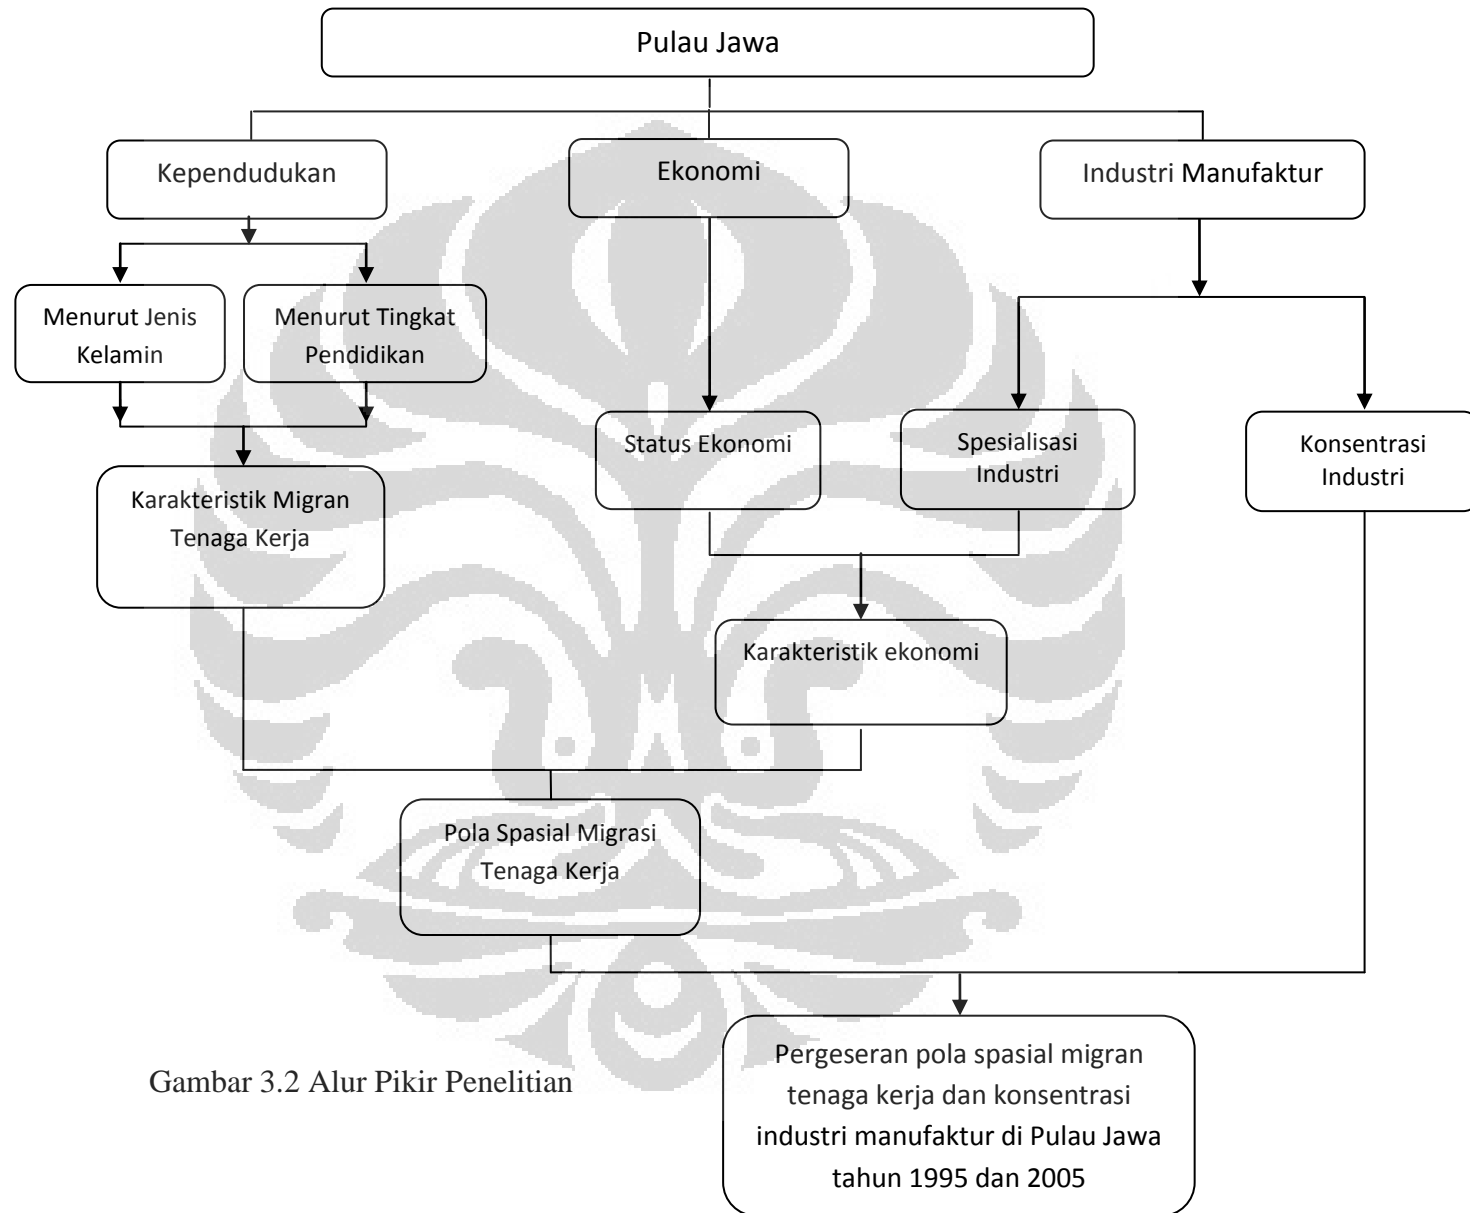 Pulau Jawa
Kependudukan
Ekonomi
Industri Manufaktur
Menurut Jenis
Kelamin
Menurut Tingkat
Pendidikan
Status Ekonomi
Spesialisasi
Industri
Konsentrasi
Industri
Karakteristik Migran
Tenaga Kerja
Karakteristik ekonomi
Pola Spasial Migrasi
Tenaga Kerja
Pergeseran pola spasial migran
tenaga kerja dan konsentrasi
industri manufaktur di Pulau Jawa
tahun 1995 dan 2005
Gambar 3.2 Alur Pikir Penelitian